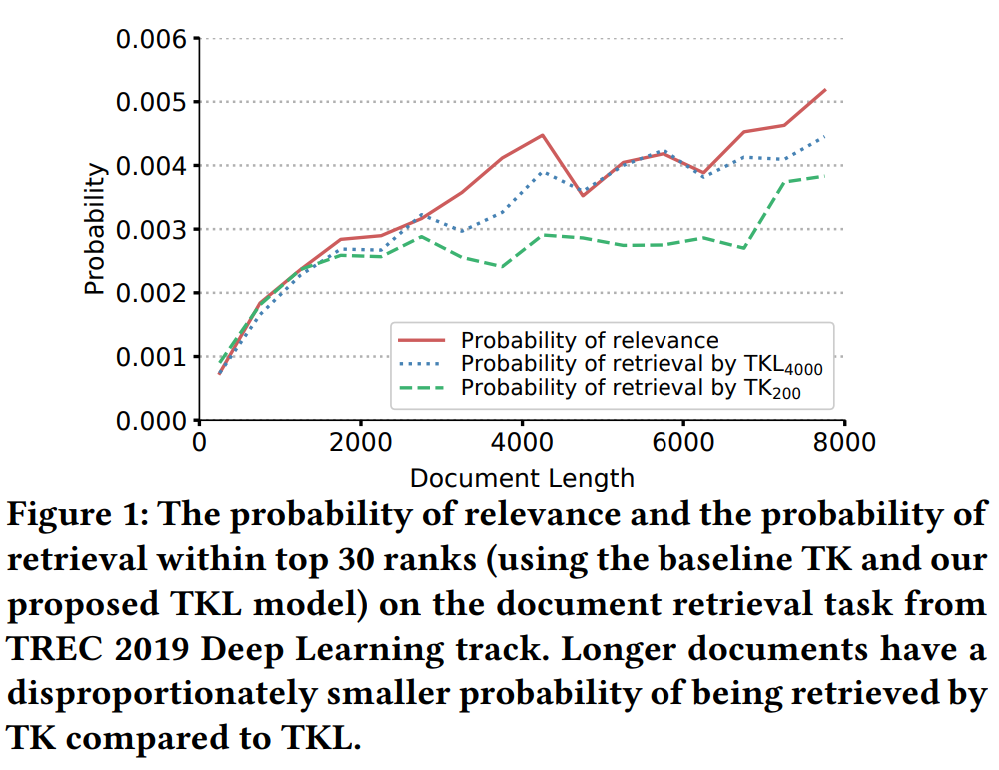 0.006
0.005
0.004
0.003
0.002
0.001
0.000
Probability
Probability of relevance
Probability of retrieval by TKL4000
Probability of retrieval by TK200
0 2000 4000 6000 8000
Document Length
Figure 1: The probability of relevance and the probability of
retrieval within top 30 ranks (using the baseline TK and our
proposed TKL model) on the document retrieval task from
TREC 2019 Deep Learning track. Longer documents have a
disproportionately smaller probability of being retrieved by
TK compared to TKL.